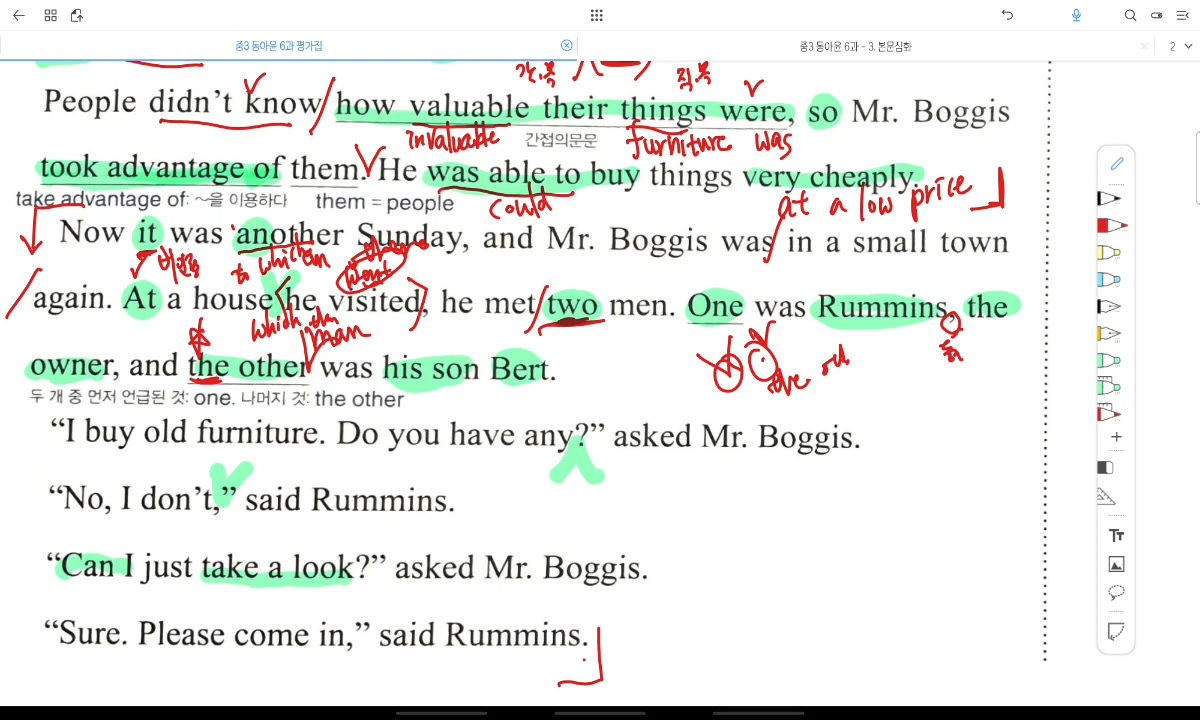 중3 동아윤 6과 평가집
중3 동아윤 6과 - 3. 본문심화
2
People didn't know how valuable their things were, so Mr. Boggis
invaluable 간접의문문 furniture was
took advantage of them. He was able to buy things very cheaply.
take advantage of: ~을 이용하다 them = people
could at a low price
Now it was another Sunday, and Mr. Boggis was in a small town
again. At a house he visited, he met two men. One was Rummins, the
which
man
owner, and the other was his son Bert.
두 개 중 먼저 언급된 것: one. 나머지 것: the other
“I buy old furniture. Do you have any?” asked Mr. Boggis.
“No, I don't,” said Rummins.
“Can I just take a look?” asked Mr. Boggis.
“Sure. Please come in,” said Rummins.
Tт